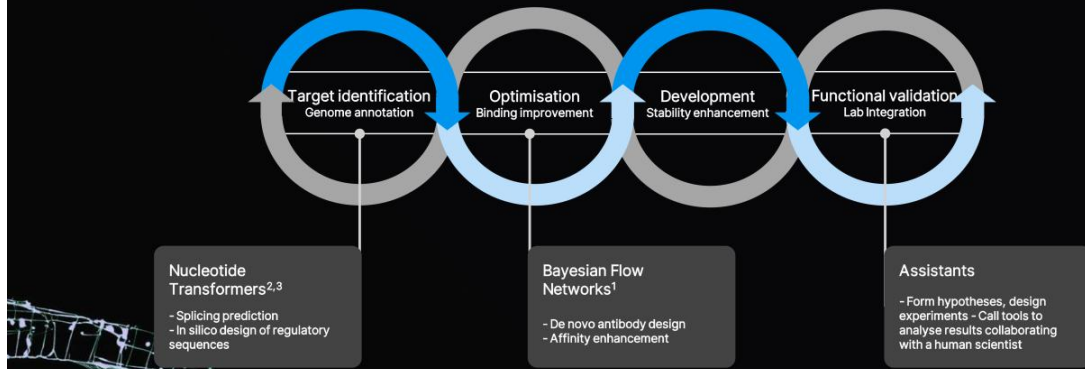 Target identification
Genome annotation
Optimisation
Binding improvement
Development
Stability enhancement
Functional validation
Lab Integration
Nucleotide
Transformers2,3
- Splicing prediction
- In silico design of regulatory
sequences
Bayesian Flow
Networks1
- De novo antibody design
- Affinity enhancement
Assistants
- Form hypotheses, design
experiments - Call tools to
analyse results collaborating
with a human scientist